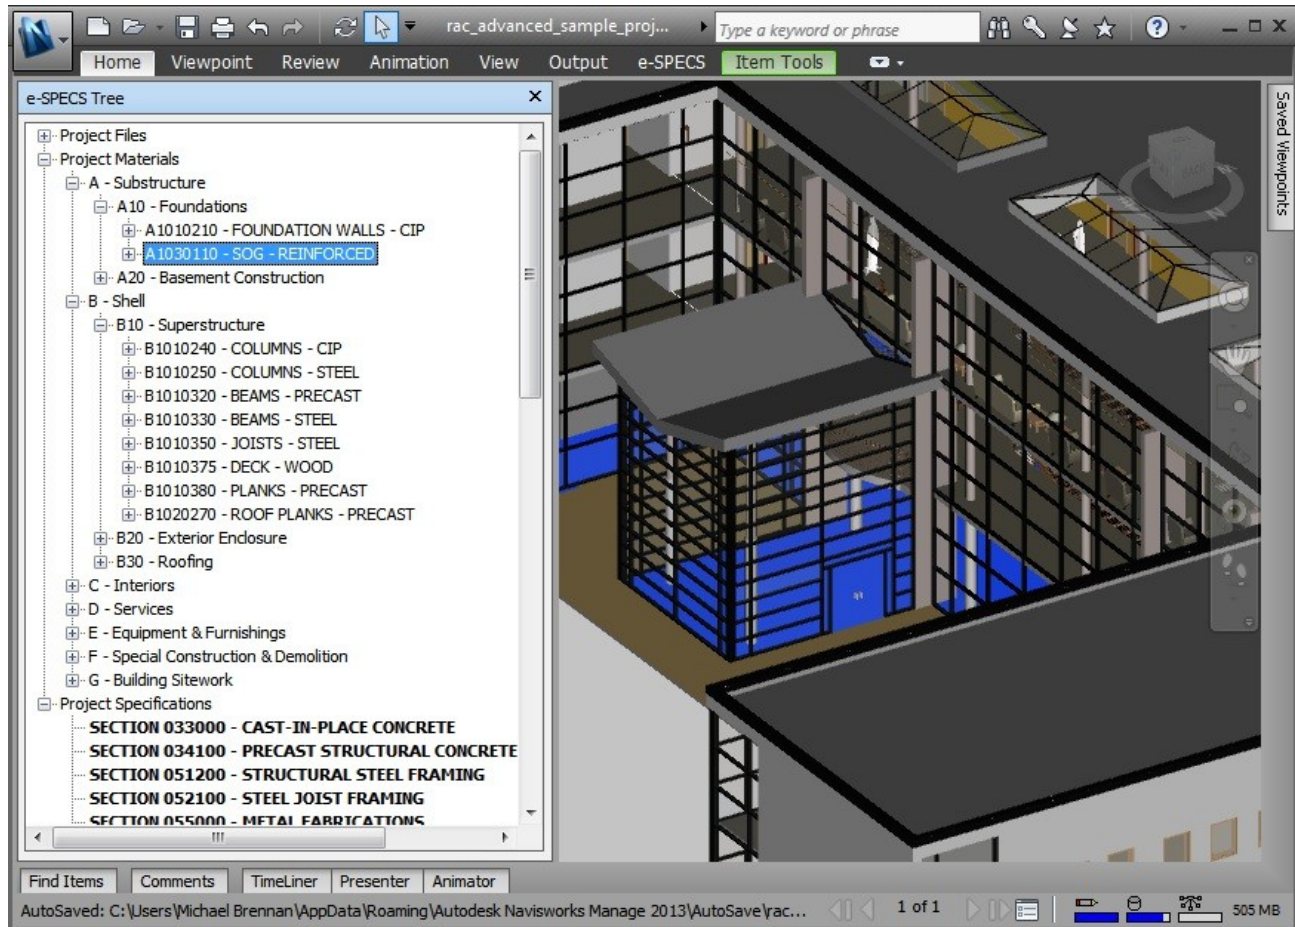 rac_advanced_sample_proj... Type a keyword or phrase
Home Viewpoint Review Animation View Output e-SPECS Item Tools
e-SPECS Tree
Saved Viewpoints
Project Files
Project Materials
A - Substructure
A10 - Foundations
A1010210 - FOUNDATION WALLS - CIP
A1030110 - SOG - REINFORCED
A20 - Basement Construction
B - Shell
B10 - Superstructure
B1010240 - COLUMNS - CIP
B1010250 - COLUMNS - STEEL
B1010320 - BEAMS - PRECAST
B1010330 - BEAMS - STEEL
B1010350 - JOISTS - STEEL
B1010375 - DECK - WOOD
B1010380 - PLANKS - PRECAST
B1020270 - ROOF PLANKS - PRECAST
B20 - Exterior Enclosure
B30 - Roofing
C - Interiors
D - Services
E - Equipment & Furnishings
F - Special Construction & Demolition
G - Building Sitework
Project Specifications
SECTION 033000 - CAST-IN-PLACE CONCRETE
SECTION 034100 - PRECAST STRUCTURAL CONCRETE
SECTION 051200 - STRUCTURAL STEEL FRAMING
SECTION 052100 - STEEL JOIST FRAMING
SECTION 055000 - METAL FABRICATIONS
Find Items Comments TimeLiner Presenter Animator
AutoSaved: C:\Users\Michael Brennan\AppData\Roaming\Autodesk Navisworks Manage 2013\AutoSave\rac... 1 of 1 505 MB